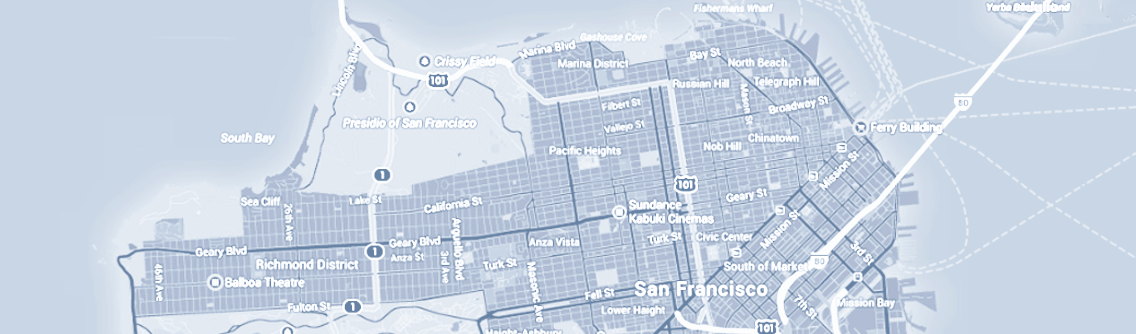 Fishermans Wharf
Yerba Buena Island
Gashouse Cove
Marina Blvd
Bay St
Crissy Field
Marina District
North Beach
101
Russian Hill
Telegraph Hill
Mason St
80
Filbert St
Broadway St
Presidio of San Francisco
Vallejo St
Ferry Building
South Bay
Chinatown
Pacific Heights
Nob Hill
Mission St
1
101
Sea Cliff
Lake St
California St
Geary St
26th Ave
Sundance
Kabuki Cinemas
Mission St
Arguello Blvd
Geary Blvd
Geary Blvd
Anza Vista
Turk St
Civic Center
3rd St
1
Anza St
3rd Ave
Richmond District
Turk St
South of Market
80
46th Ave
Balboa Theatre
Masonic Ave
Fell St
San Francisco
Fulton St
1
Lower Height
7th St
Mission Bay
101
Height-Ashbury